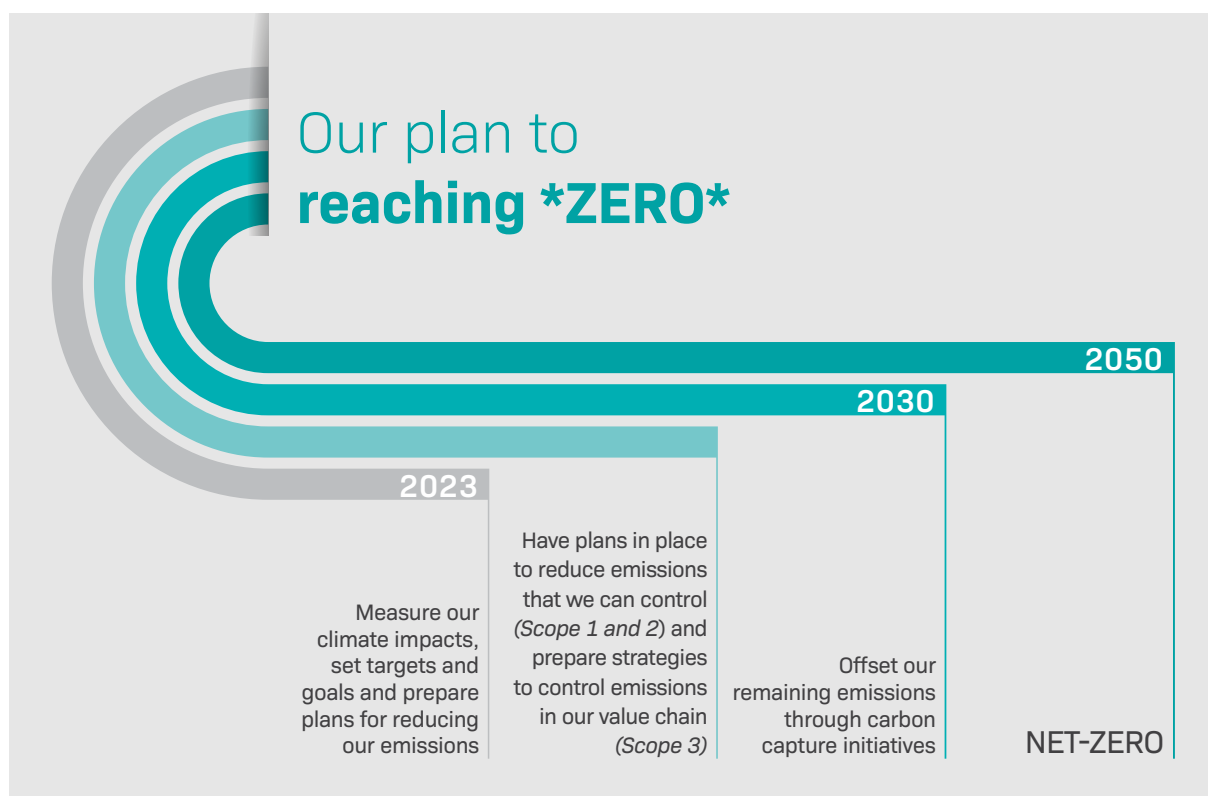 Our plan to
reaching *ZERO*
2050
2030
2023
Measure our
climate impacts,
set targets and
goals and prepare
plans for reducing
our emissions
Have plans in place
to reduce emissions
that we can control
(Scope 1 and 2) and
prepare strategies
to control emissions
in our value chain
(Scope 3)
Offset our
remaining emissions
through carbon
capture initiatives
NET-ZERO